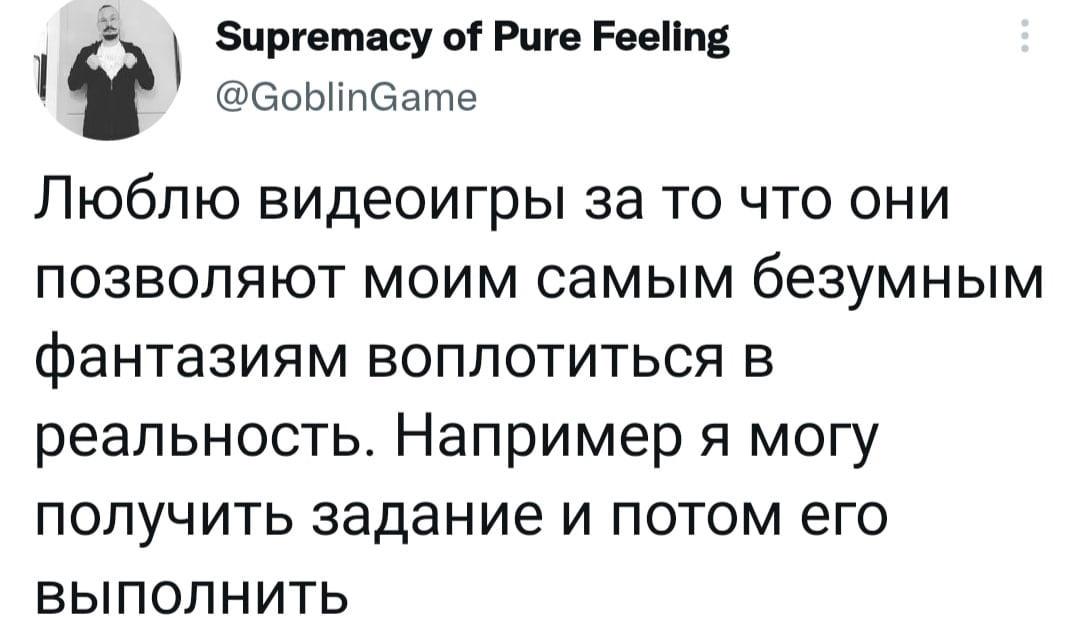 Supremacy of Pure Feeling
@GoblinGame
Люблю видеоигры за то что они
позволяют моим самым безумным
фантазиям воплотиться в
реальность. Например я могу
получить задание и потом его
выполнить